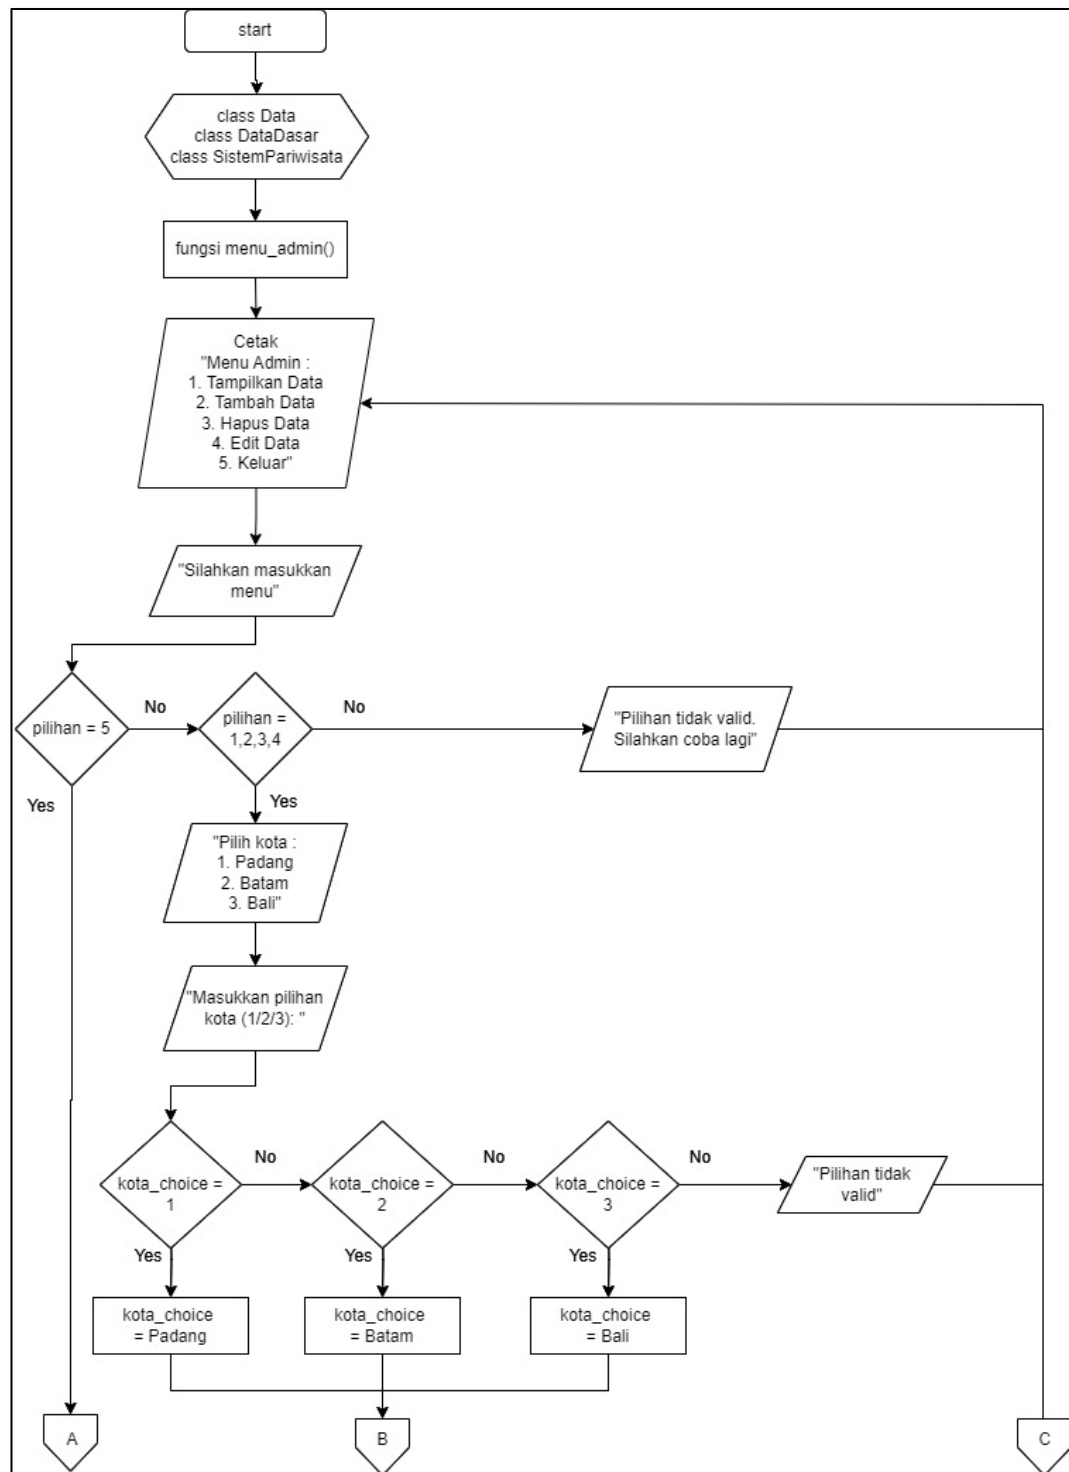 start
class Data
class DataDasar
class SistemPariwisata
fungsi menu_admin()
Cetak
"Menu Admin :
1. Tampilkan Data
2. Tambah Data
3. Hapus Data
4. Edit Data
5. Keluar"
"Silahkan masukkan
menu"
pilihan = 5
No
pilihan =
1,2,3,4
No
"Pilihan tidak valid.
Silahkan coba lagi"
Yes
Yes
"Pilih kota :
1. Padang
2. Batam
3. Bali"
"Masukkan pilihan
kota (1/2/3): "
kota_choice =
1
No
kota_choice =
2
No
kota_choice =
3
No
"Pilihan tidak
valid"
Yes
Yes
Yes
kota_choice
= Padang
kota_choice
= Batam
kota_choice
= Bali
A
B
C